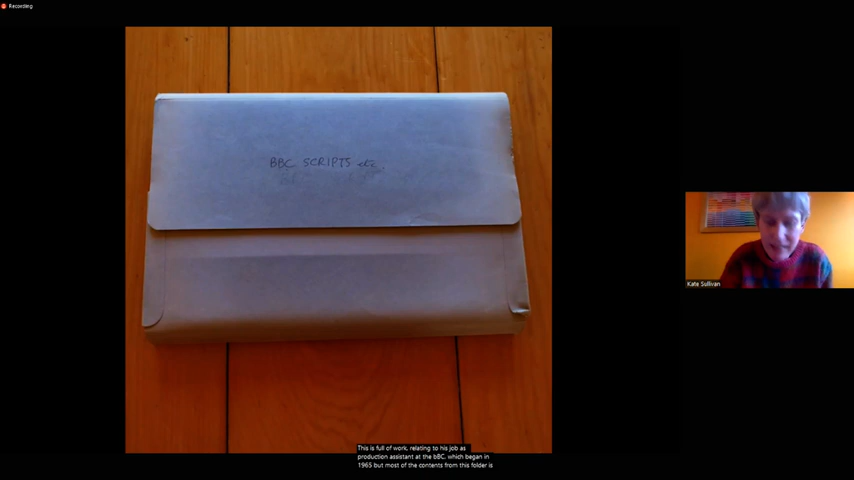 Recording
BBC SCRIPTS etc
Kate Sullivan
This is full of work, relating to his job as
production assistant at the bBC. which began in
1965 but most of the contents from this folder is